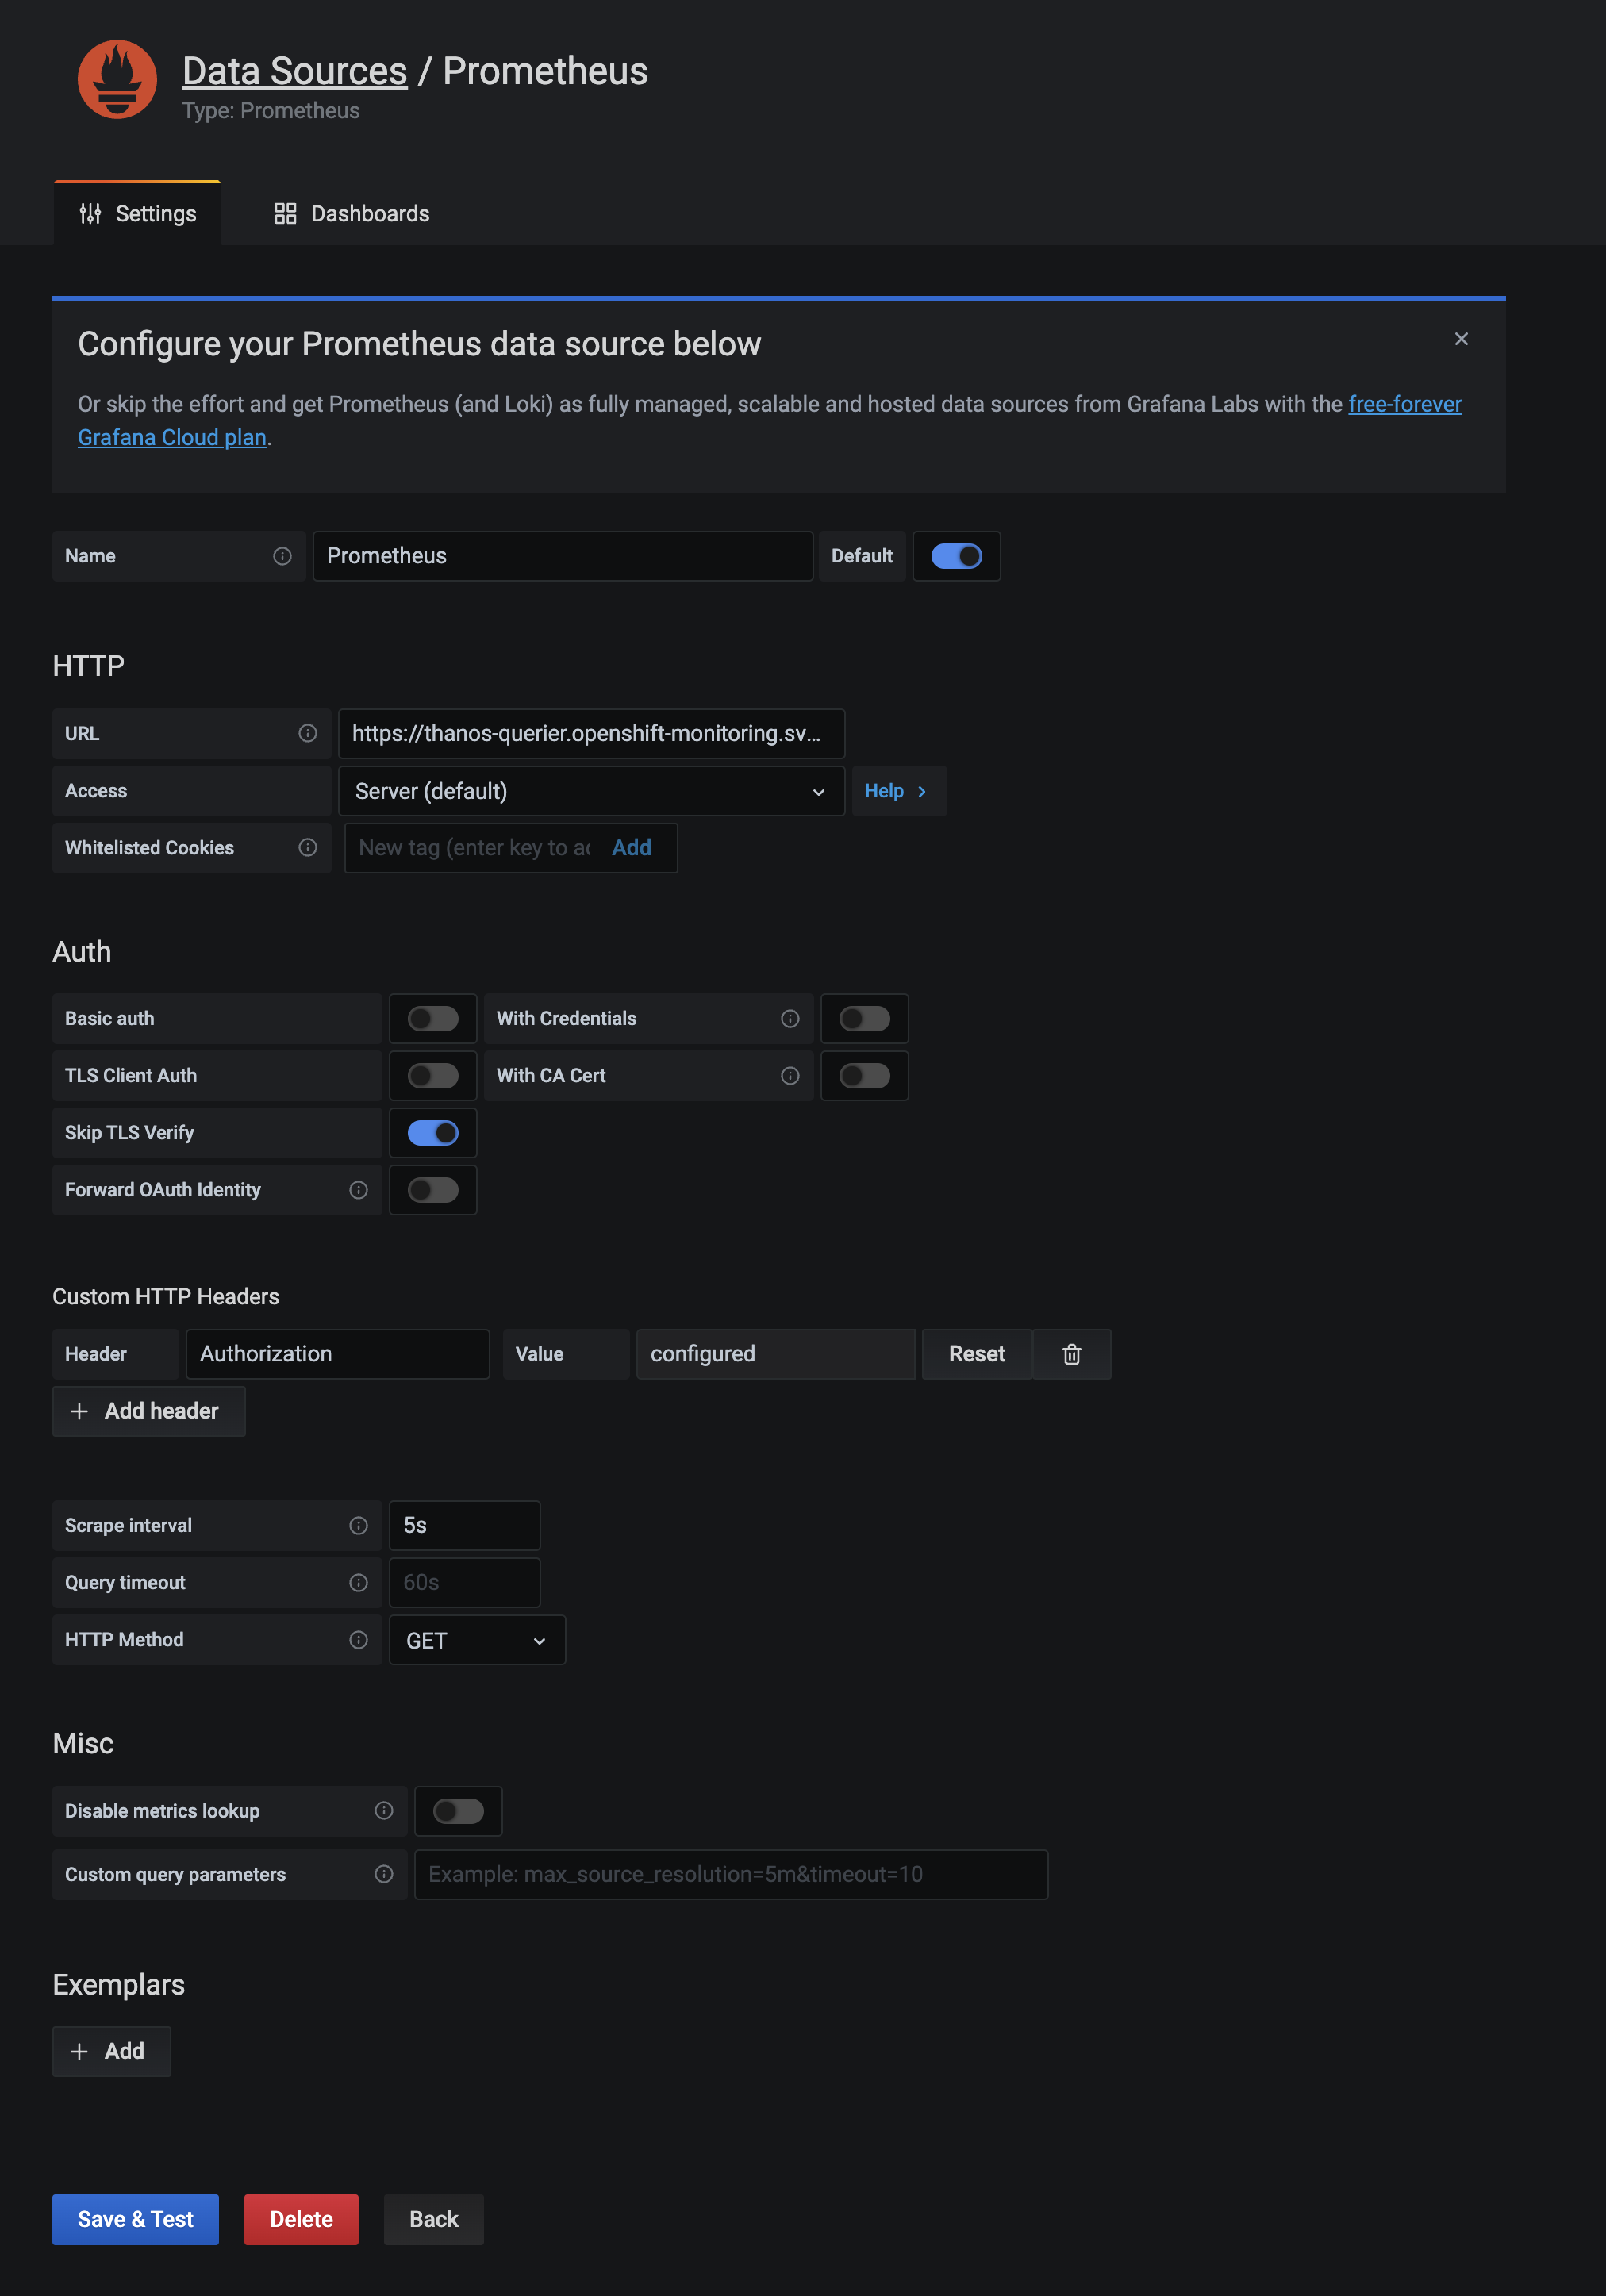 Data Sources / Prometheus
Type: Prometheus
Settings
Dashboards
Configure your Prometheus data source below
Or skip the effort and get Prometheus (and Loki) as fully managed, scalable and hosted data sources from Grafana Labs with the free-forever
Grafana Cloud plan.
Name
Prometheus
Default
HTTP
URL
https://thanos-querier.openshift-monitoring.sv...
Access
Server (default)
Help
Whitelisted Cookies
New tag (enter key to ac
Add
Auth
Basic auth
With Credentials
TLS Client Auth
With CA Cert
Skip TLS Verify
Forward OAuth Identity
Custom HTTP Headers
Header
Authorization
Value
configured
Reset
Add header
Scrape interval
5s
Query timeout
60s
HTTP Method
GET
Misc
Disable metrics lookup
Custom query parameters
Example: max_source_resolution=5m&timeout=10
Exemplars
Add
Save & Test
Delete
Back